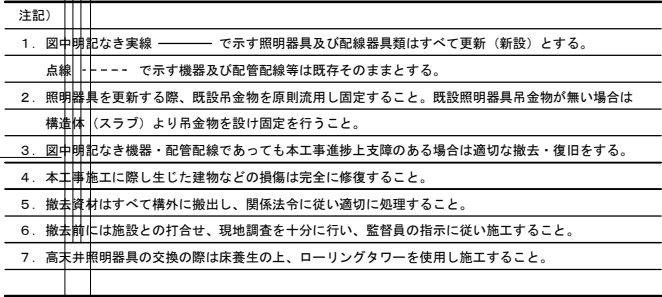 注記）
１．図中明記なき実線 ――― で示す照明器具及び配線器具類はすべて更新（新設）とする。
点線 ----- で示す機器及び配管配線等は既存そのままとする。
２．照明器具を更新する際、既設吊金物を原則流用し固定すること。既設照明器具吊金物が無い場合は
構造体（スラブ）より吊金物を設け固定を行うこと。
３．図中明記なき機器・配管配線であっても本工事進捗上支障のある場合は適切な撤去・復旧をする。
４．本工事施工に際し生じた建物などの損傷は完全に修復すること。
５．撤去資材はすべて構外に搬出し、関係法令に従い適切に処理すること。
６．撤去前には施設との打合せ、現地調査を十分に行い、監督員の指示に従い施工すること。
７．高天井照明器具の交換の際は床養生の上、ローリングタワーを使用し施工すること。